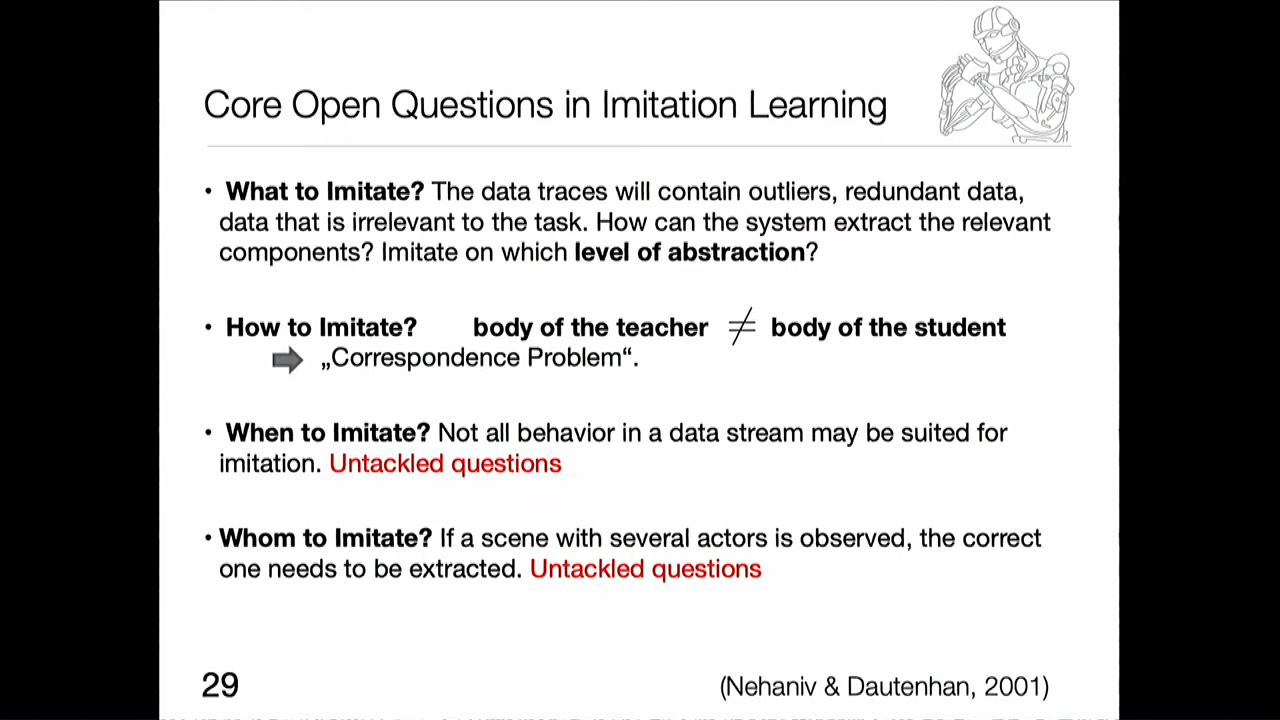 Core Open Questions in Imitation Learning
• What to Imitate? The data traces will contain outliers, redundant data,
data that is irrelevant to the task. How can the system extract the relevant
components? Imitate on which level of abstraction?
• How to Imitate? body of the teacher ≠ body of the student
„Correspondence Problem“.
• When to Imitate? Not all behavior in a data stream may be suited for
imitation. Untackled questions
• Whom to Imitate? If a scene with several actors is observed, the correct
one needs to be extracted. Untackled questions
29
(Nehaniv & Dautenhan, 2001)